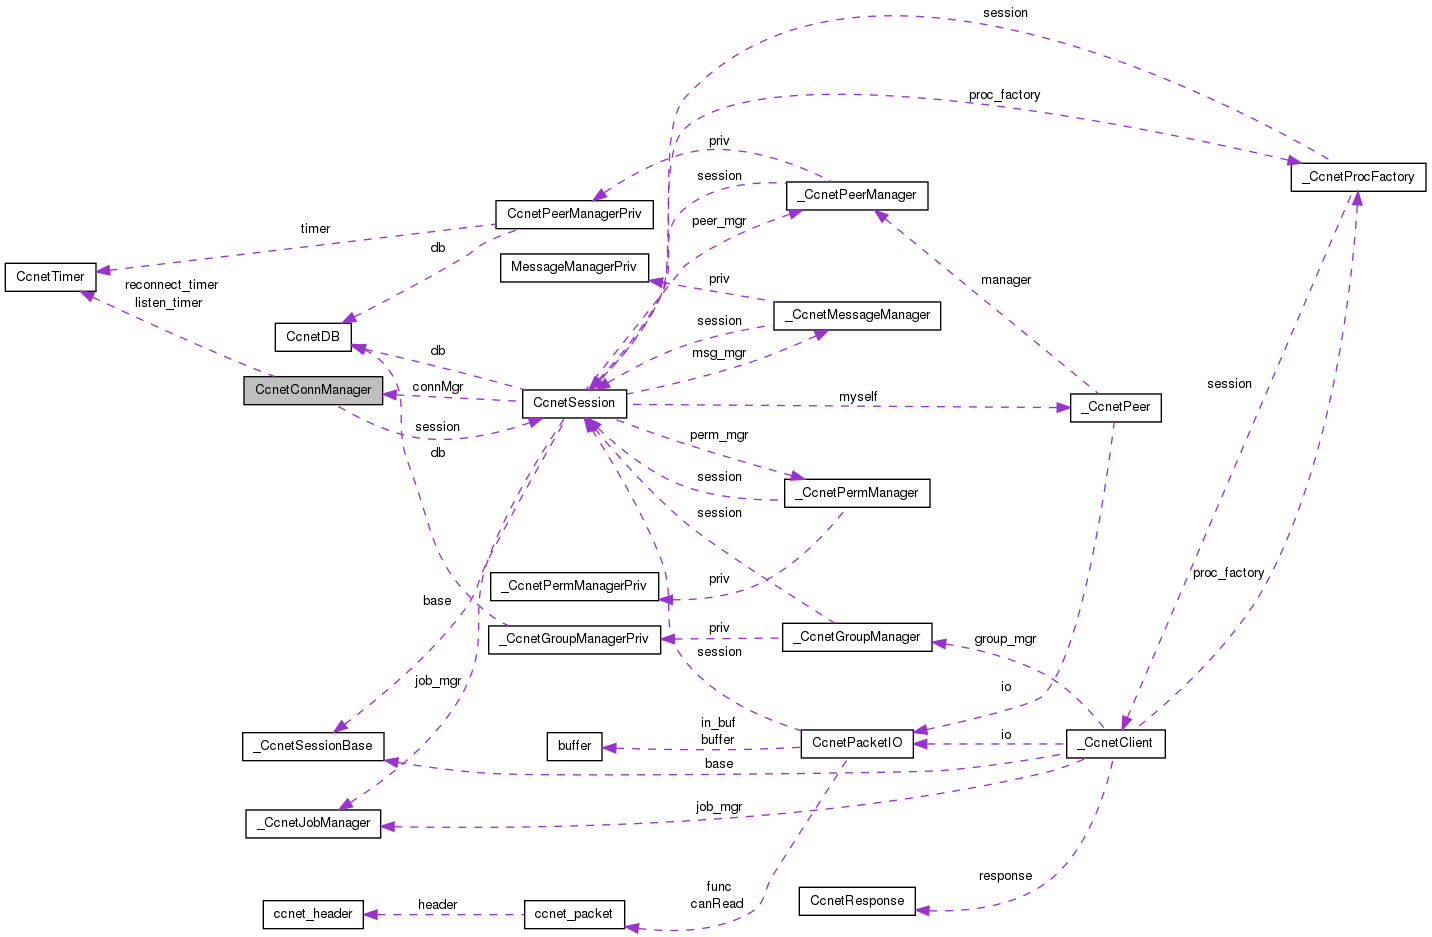 session
proc_factory
priv
_CcnetProcFactory
session
_CcnetPeerManager
CcnetPeerManagerPriv
peer_mgr
timer
db
MessageManagerPriv
CcnetTimer
priv
manager
reconnect_timer
listen_timer
_CcnetMessageManager
session
CcnetDB
db
msg_mgr
CcnetConnManager
connMgr
session
CcnetSession
myself
_CcnetPeer
session
perm_mgr
db
session
_CcnetPermManager
session
proc_factory
priv
_CcnetPermManagerPriv
base
priv
_CcnetGroupManagerPriv
_CcnetGroupManager
group_mgr
session
job_mgr
io
in_buf
buffer
_CcnetSessionBase
buffer
CcnetPacketIO
io
_CcnetClient
base
job_mgr
_CcnetJobManager
response
func
canRead
CcnetResponse
header
ccnet_header
ccnet_packet